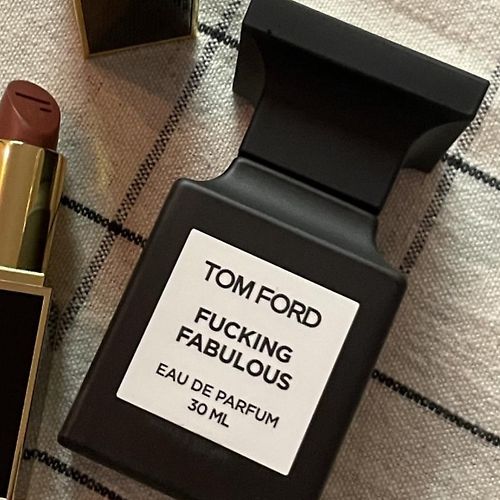 TOM FORD
FUCKING
FABULOUS
EAU DE PARFUM
30 ML